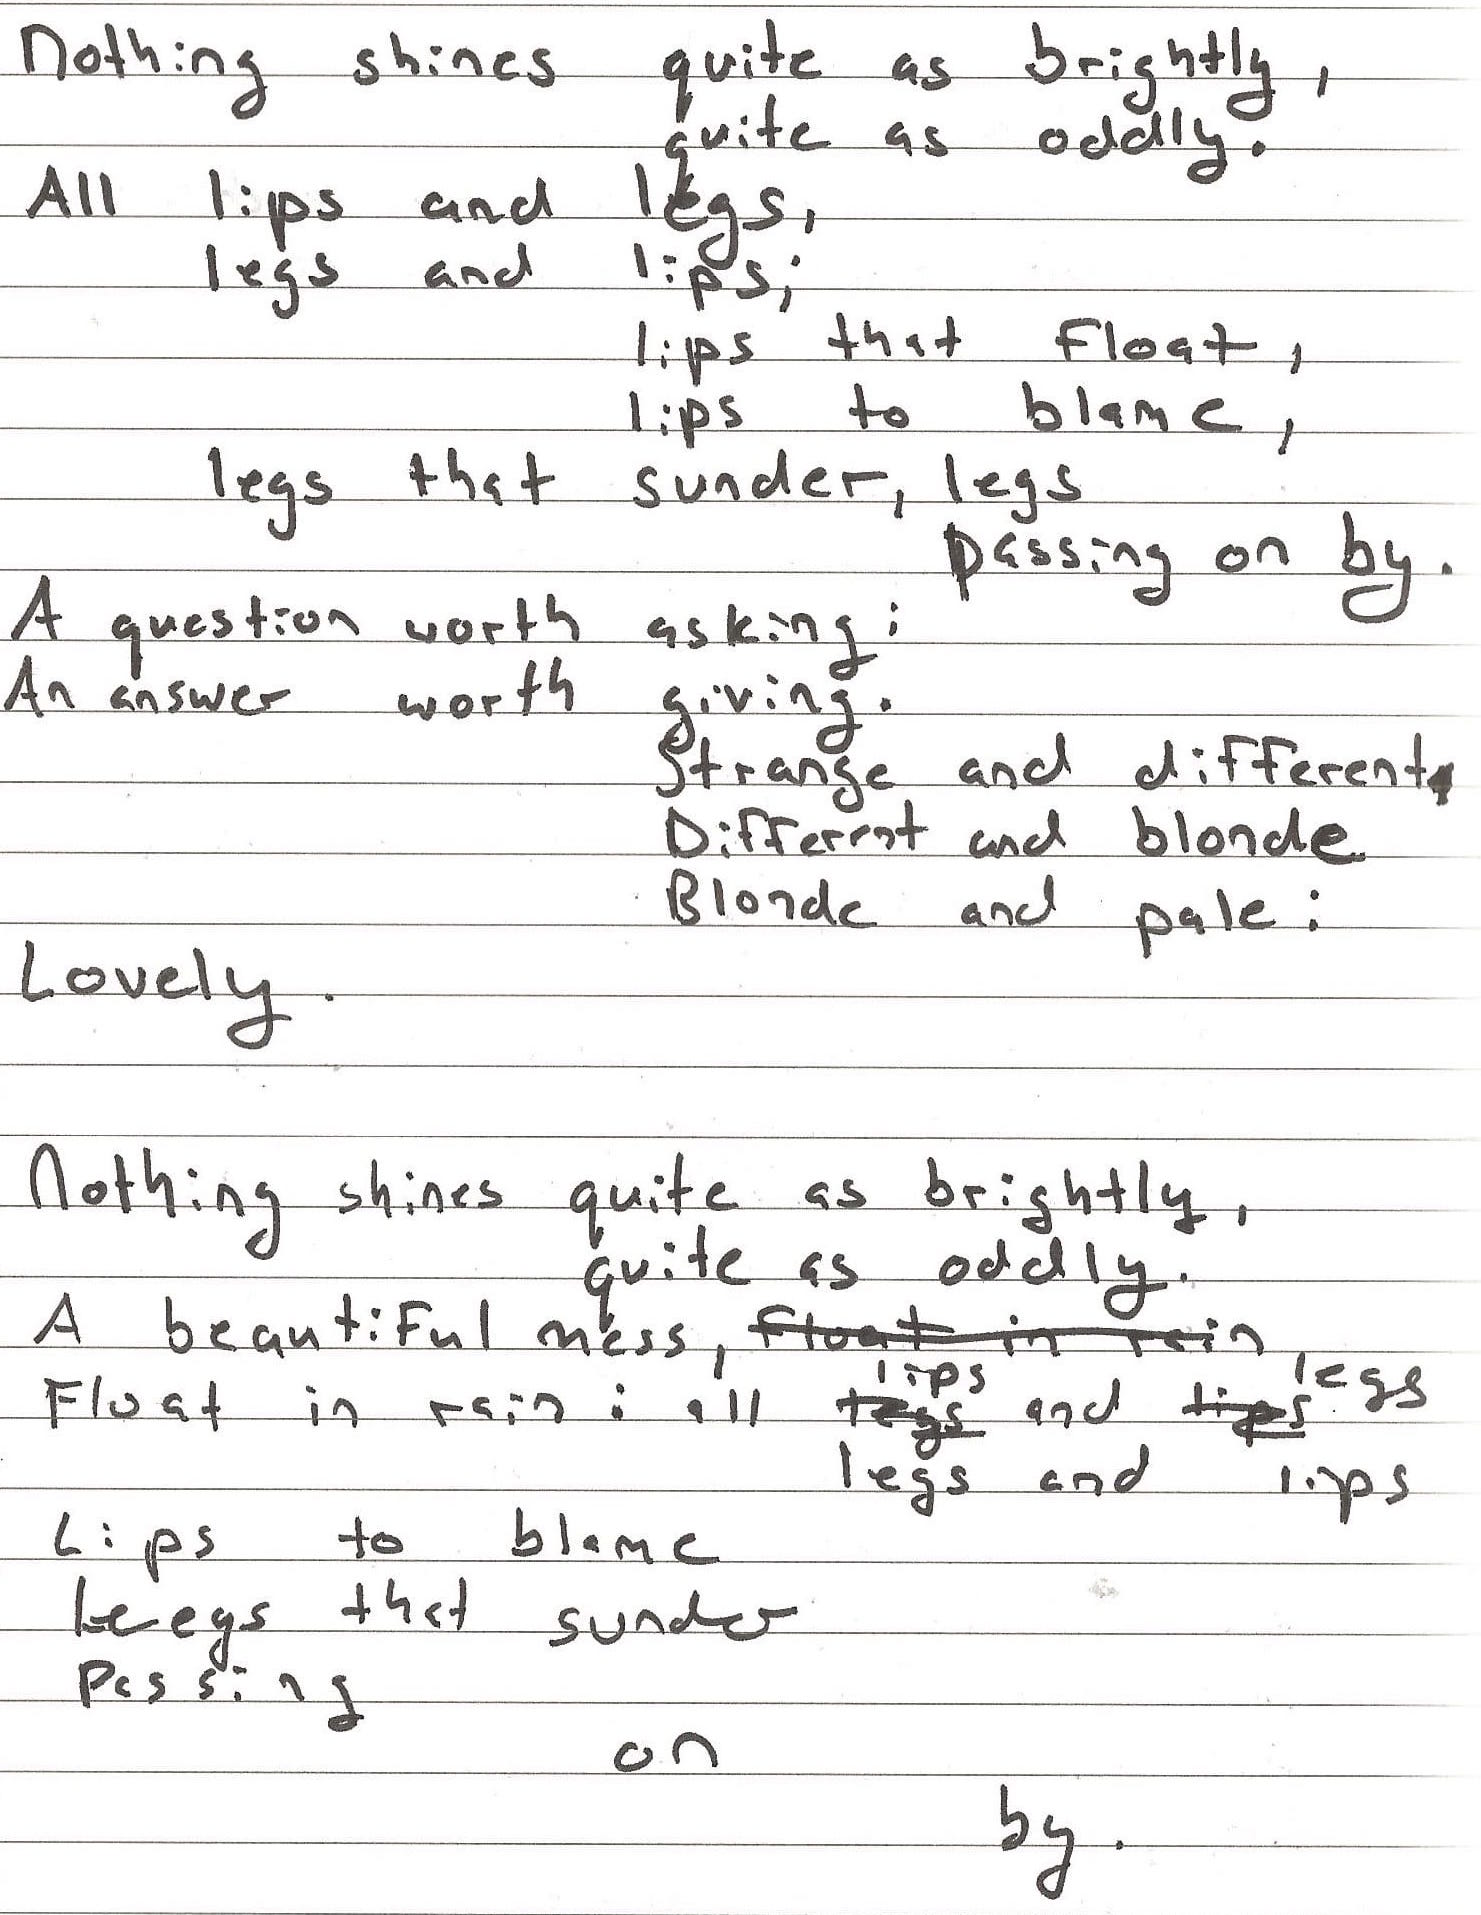 Nothing shines quite as brightly,
quite as oddly.
All lips and legs,
legs and lips;
lips that float,
lips to blame,
legs that sunder, legs
passing on by.
A question worth asking;
An answer worth giving.
Strange and different,
Different and blonde
Blonde and pale:
Lovely.
Nothing shines quite as brightly,
quite as oddly.
A beautiful mess, float in rain
lips legs
Float in rain: all legs and lips
legs and lips
Lips to blame
Legs that sunder
Passing
on
by.